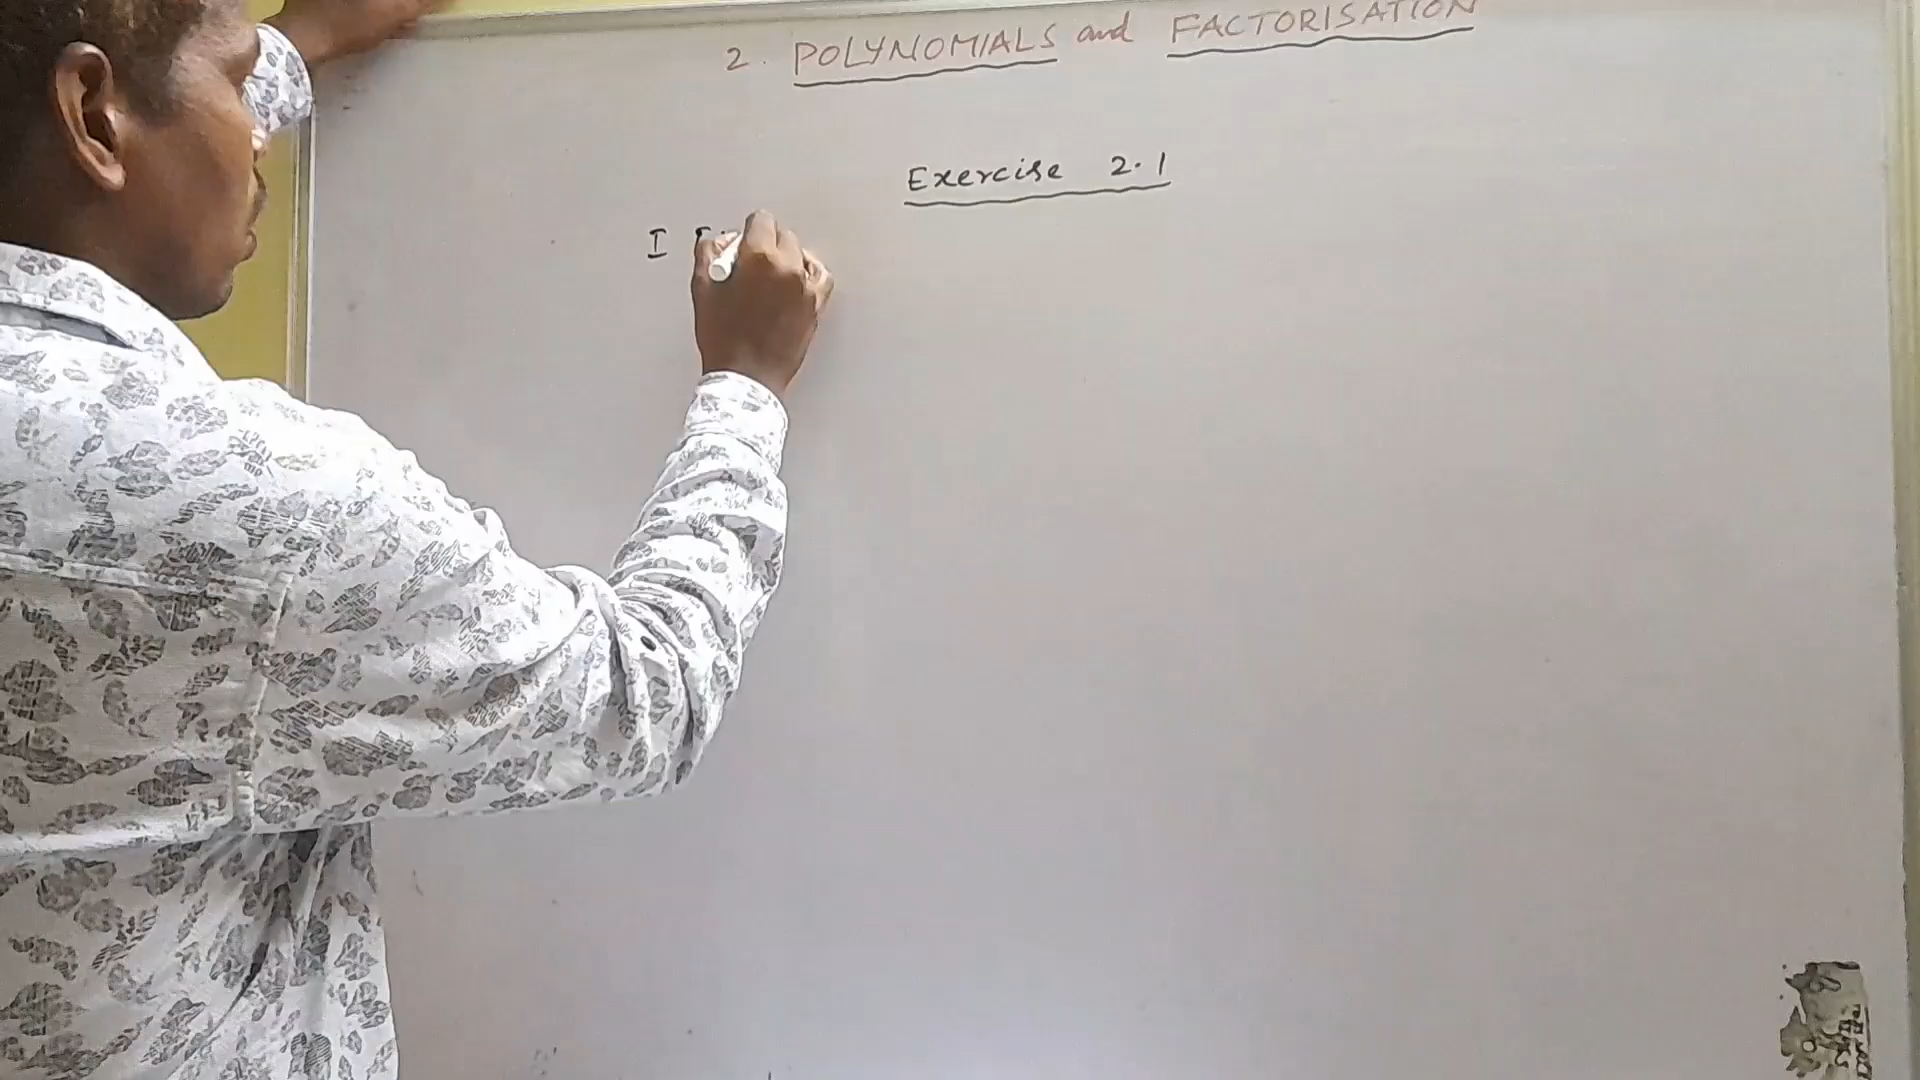 2. POLYNOMIALS and FACTORISATION
Exercise 2.1
I